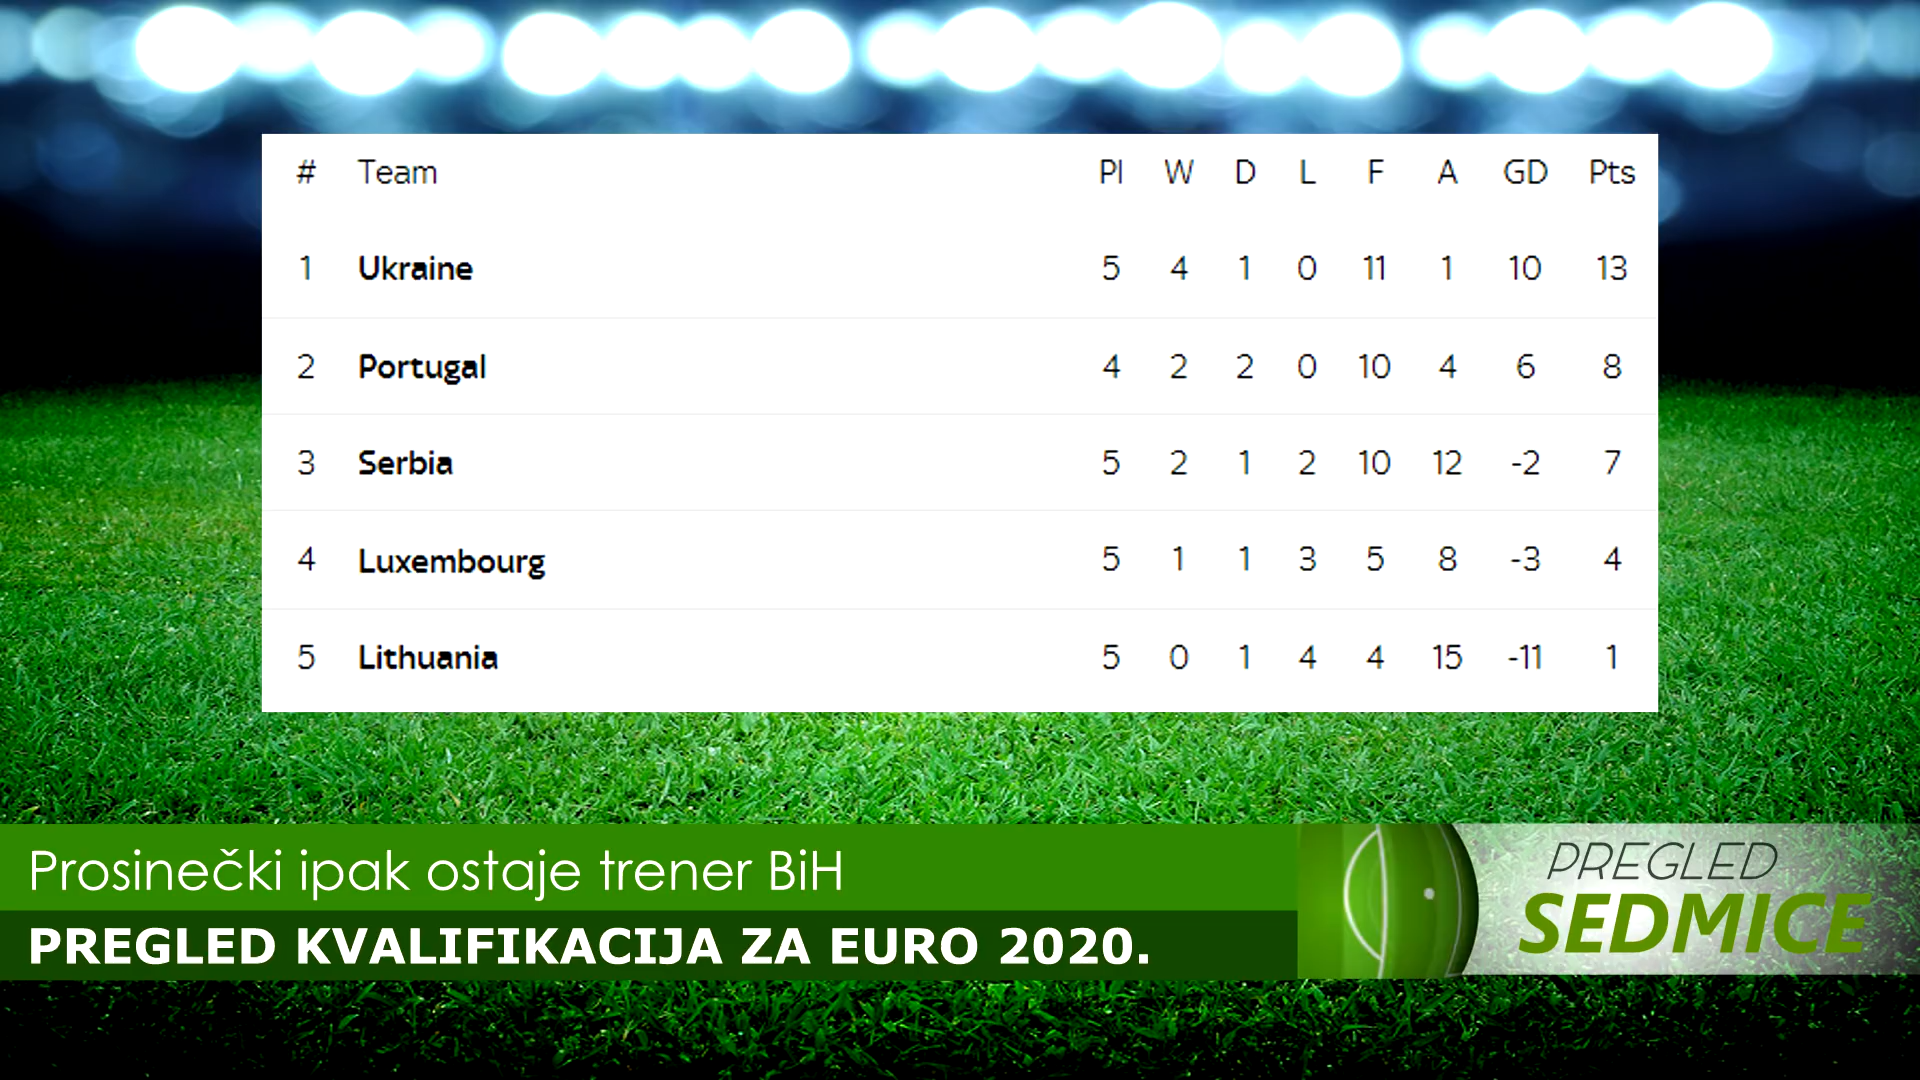 # Team Pl W D L F A GD Pts
1 Ukraine 5 4 1 0 11 1 10 13
2 Portugal 4 2 2 0 10 4 6 8
3 Serbia 5 2 1 2 10 12 -2 7
4 Luxembourg 5 1 1 3 5 8 -3 4
5 Lithuania 5 0 1 4 4 15 -11 1
Prosinečki ipak ostaje trener BiH
PREGLED KVALIFIKACIJA ZA EURO 2020.
PREGLED
SEDMICE